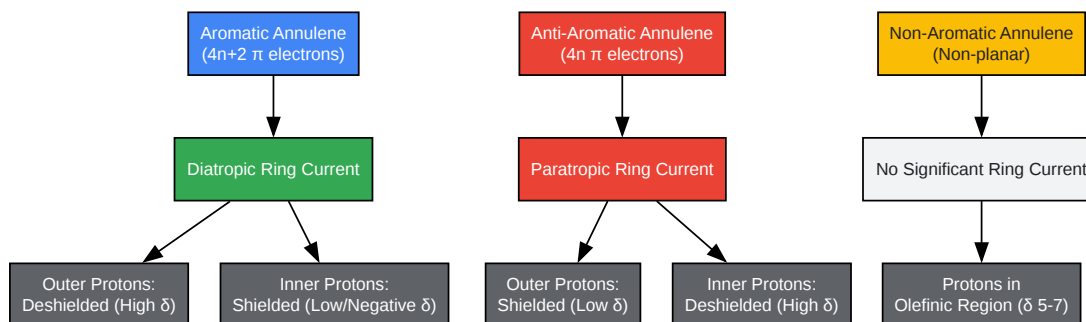 Aromatic Annulene
(4n+2 π electrons)
Anti-Aromatic Annulene
(4n π electrons)
Non-Aromatic Annulene
(Non-planar)
Diatropic Ring Current
Paratropic Ring Current
No Significant Ring Current
Outer Protons:
Deshielded (High δ)
Inner Protons:
Shielded (Low/Negative δ)
Outer Protons:
Shielded (Low δ)
Inner Protons:
Deshielded (High δ)
Protons in
Olefinic Region (δ 5-7)